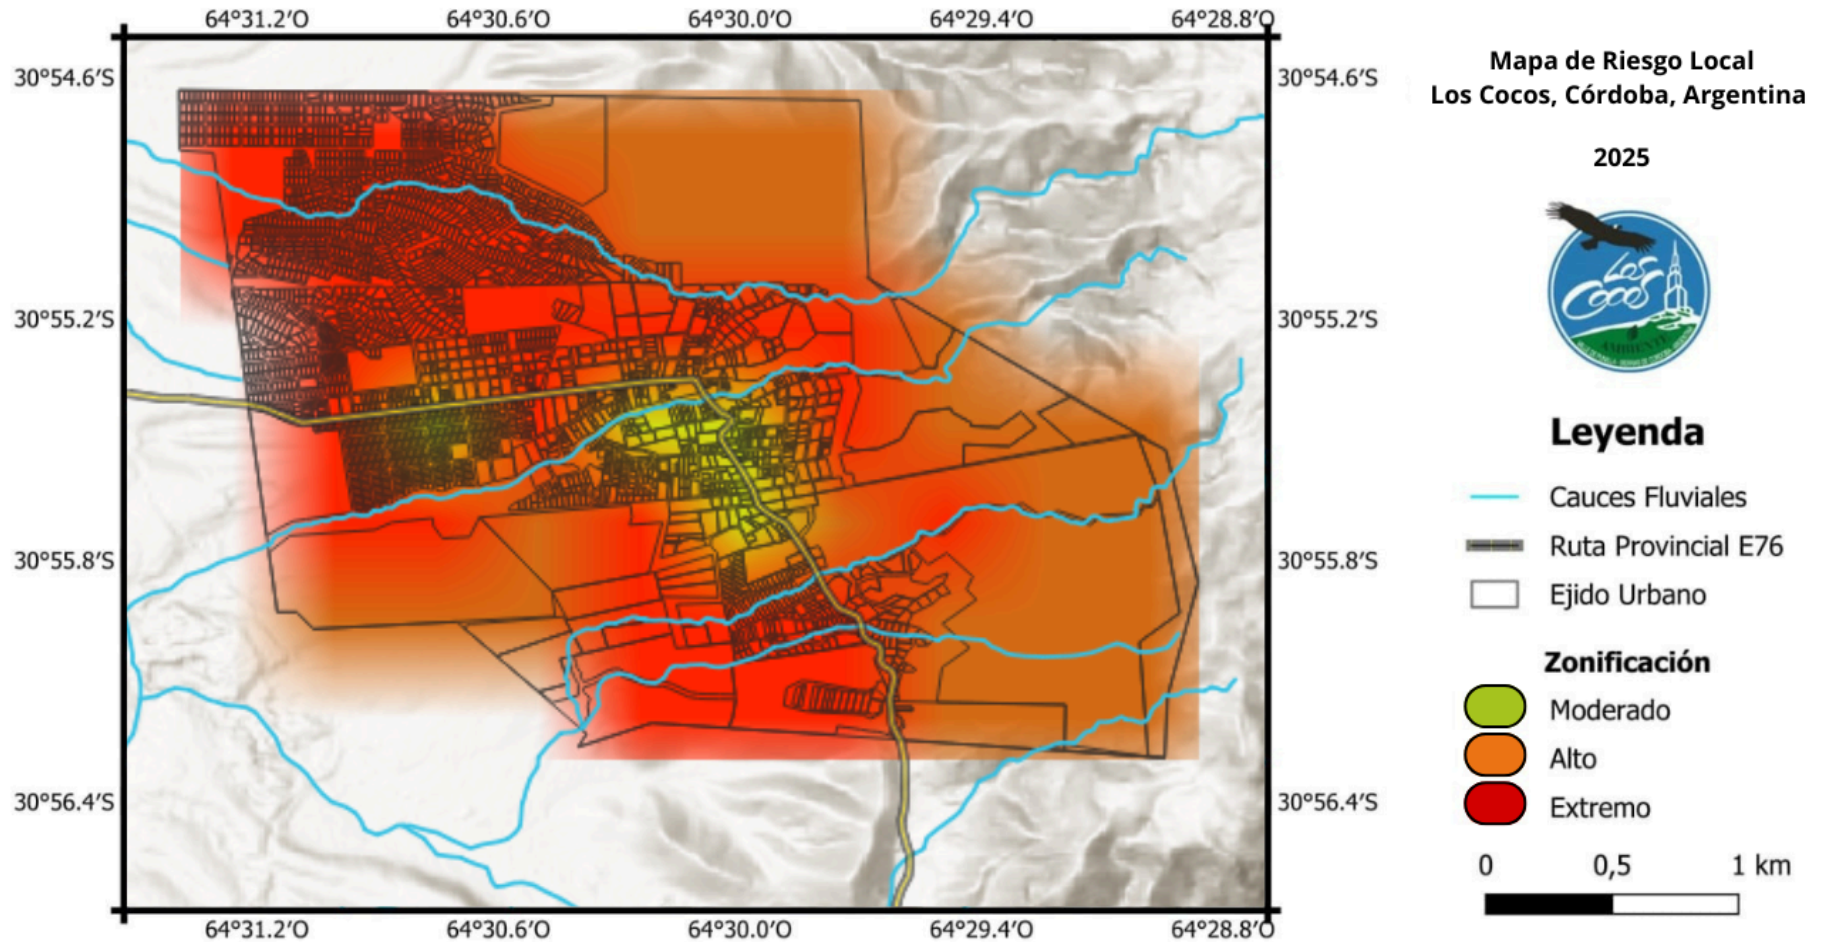 64°31.2′O 64°30.6′O 64°30.0′O 64°29.4′O 64°28.8′O
30°54.6′S
30°55.2′S
30°55.8′S
30°56.4′S
30°54.6′S
30°55.2′S
30°55.8′S
30°56.4′S
64°31.2′O 64°30.6′O 64°30.0′O 64°29.4′O 64°28.8′O
Mapa de Riesgo Local
Los Cocos, Córdoba, Argentina
2025
Los
Cocos
AMBIENTE
Leyenda
Cauces Fluviales
Ruta Provincial E76
Ejido Urbano
Zonificación
Moderado
Alto
Extremo
0 0,5 1 km